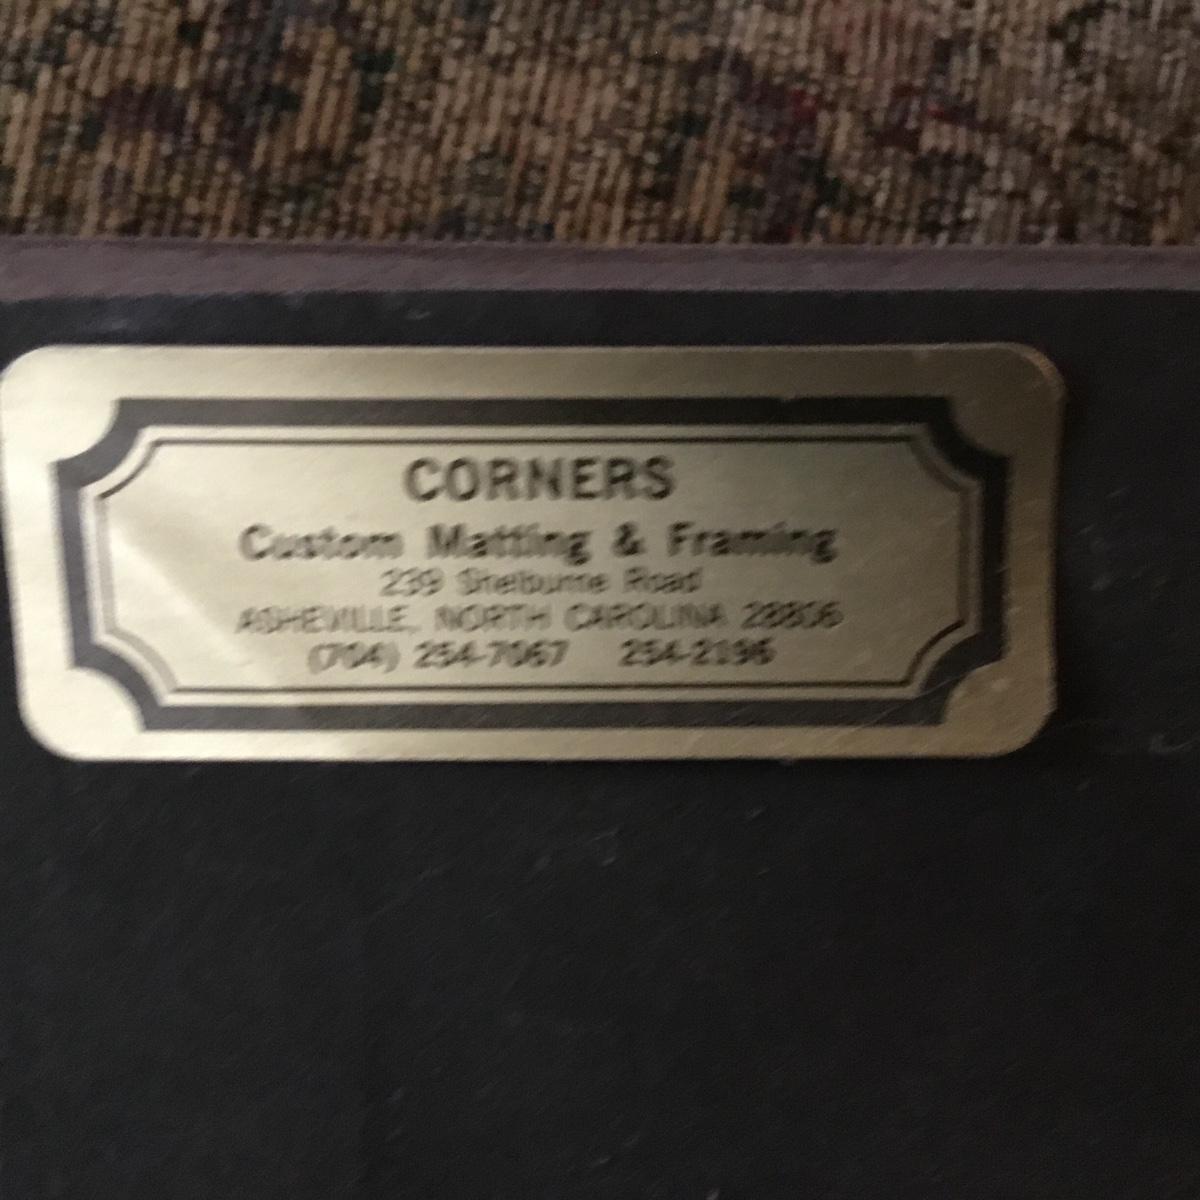 CORNERS
Custom Matting & Framing
239 Shelburne Road
ASHEVILLE, NORTH CAROLINA 28806
(704) 254-7067 254-2196